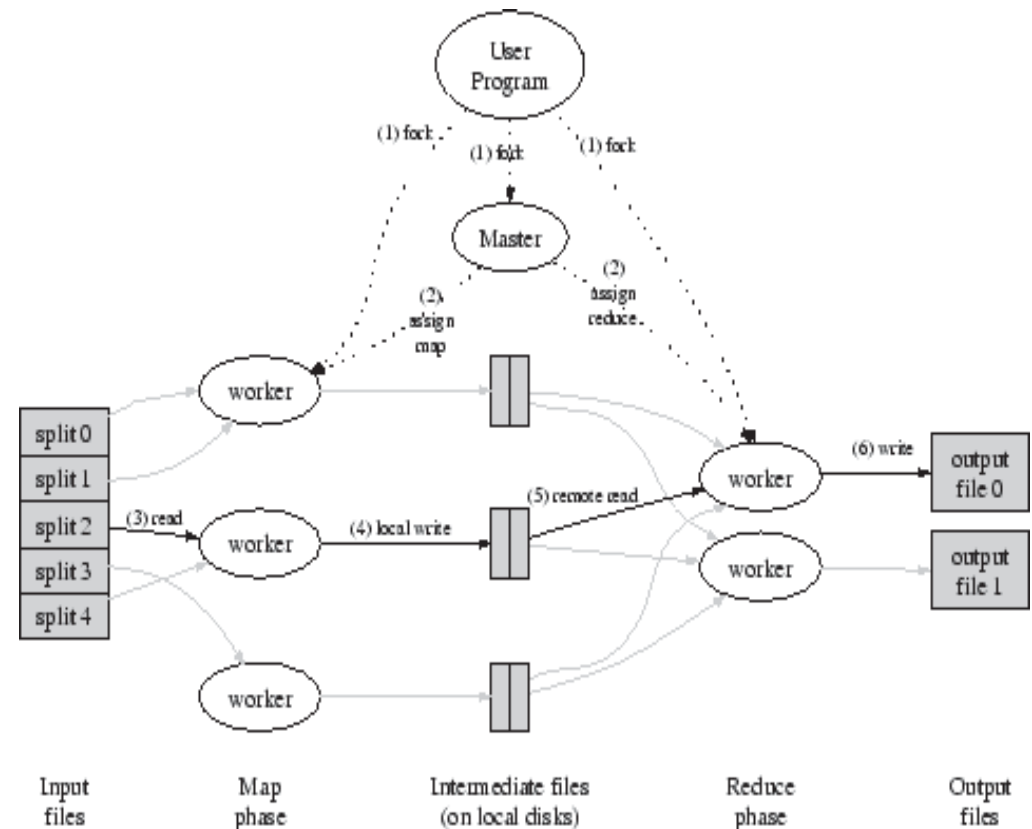 User
Program
(1) fork
(1) fork
(1) fork
Master
(2)
assign
map
(2)
assign
reduce
worker
split 0
split 1
split 2
split 3
split 4
(3) read
worker
(4) local write
(5) remote read
worker
(6) write
output
file 0
worker
output
file 1
worker
Input
files
Map
phase
Intermediate files
(on local disks)
Reduce
phase
Output
files